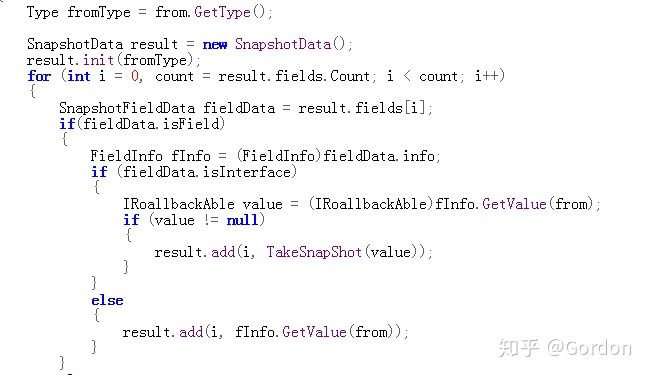 Type fromType = from.GetType();
SnapshotData result = new SnapshotData();
result.init(fromType);
for (int i = 0, count = result.fields.Count; i < count; i++)
{
SnapshotFieldData fieldData = result.fields[i];
if(fieldData.isField)
{
FieldInfo fInfo = (FieldInfo)fieldData.info;
if (fieldData.isInterface)
{
IRoallbackAble value = (IRoallbackAble)fInfo.GetValue(from);
if (value != null)
{
result.add(i, TakeSnapShot(value));
}
}
else
{
result.add(i, fInfo.GetValue(from));
}
}
知乎 @Gordon